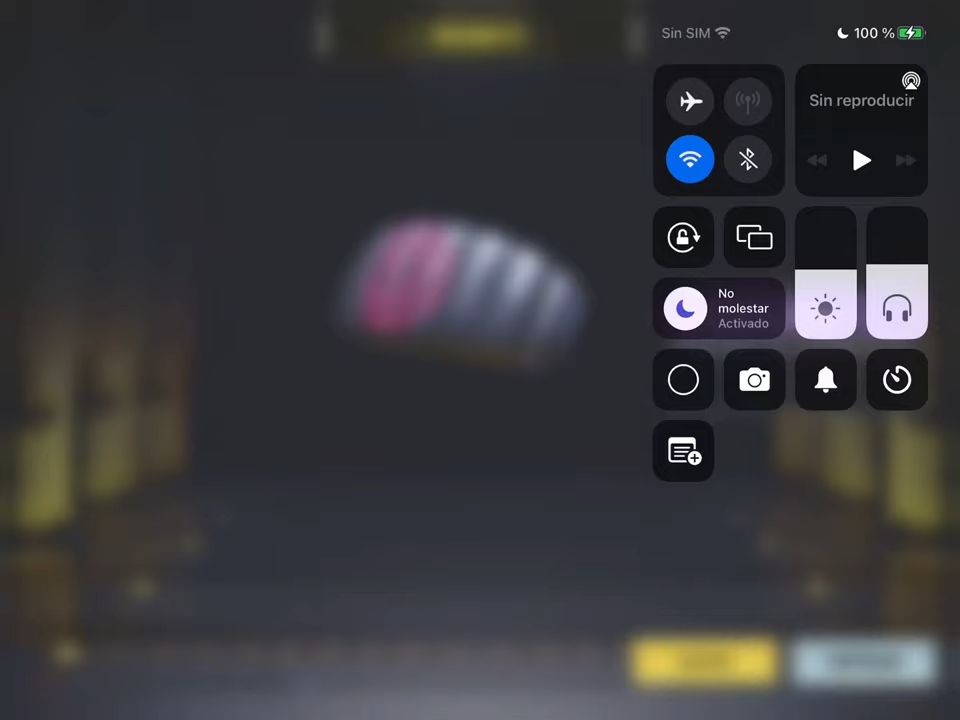 Sin SIM
100 %
Sin reproducir
No
molestar
Activado